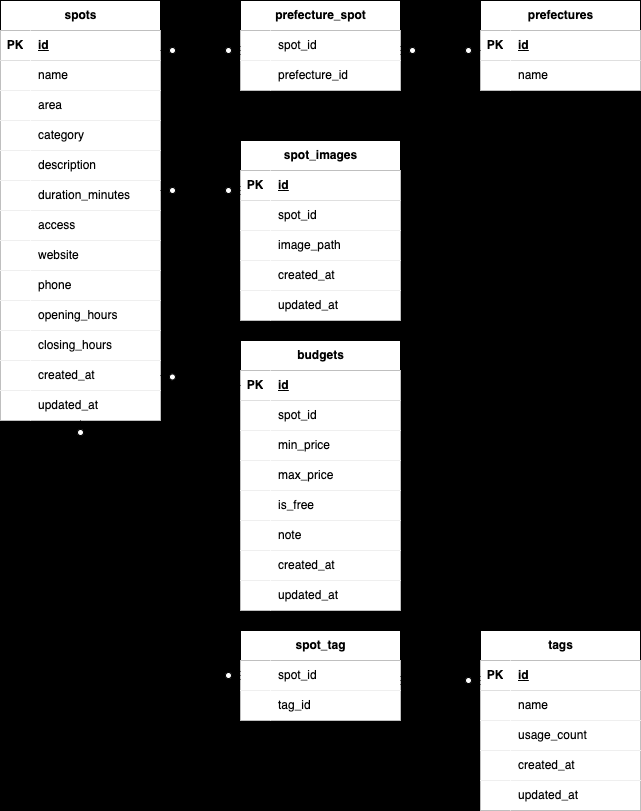 spots
PK id
name
area
category
description
duration_minutes
access
website
phone
opening_hours
closing_hours
created_at
updated_at
prefecture_spot
spot_id
prefecture_id
prefectures
PK id
name
spot_images
PK id
spot_id
image_path
created_at
updated_at
budgets
PK id
spot_id
min_price
max_price
is_free
note
created_at
updated_at
spot_tag
spot_id
tag_id
tags
PK id
name
usage_count
created_at
updated_at